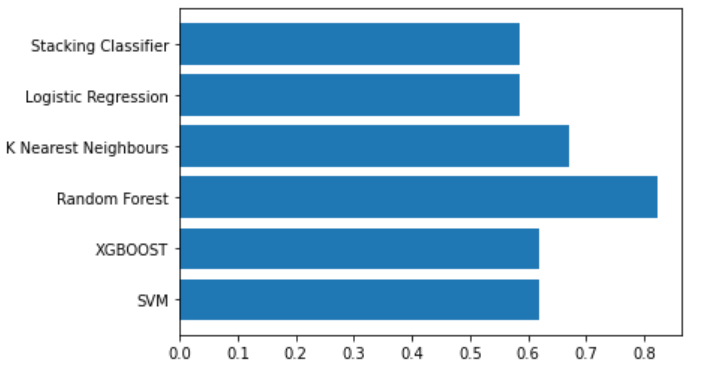 Stacking Classifier
Logistic Regression
K Nearest Neighbours
Random Forest
XGBOOST
SVM
0.0 0.1 0.2 0.3 0.4 0.5 0.6 0.7 0.8